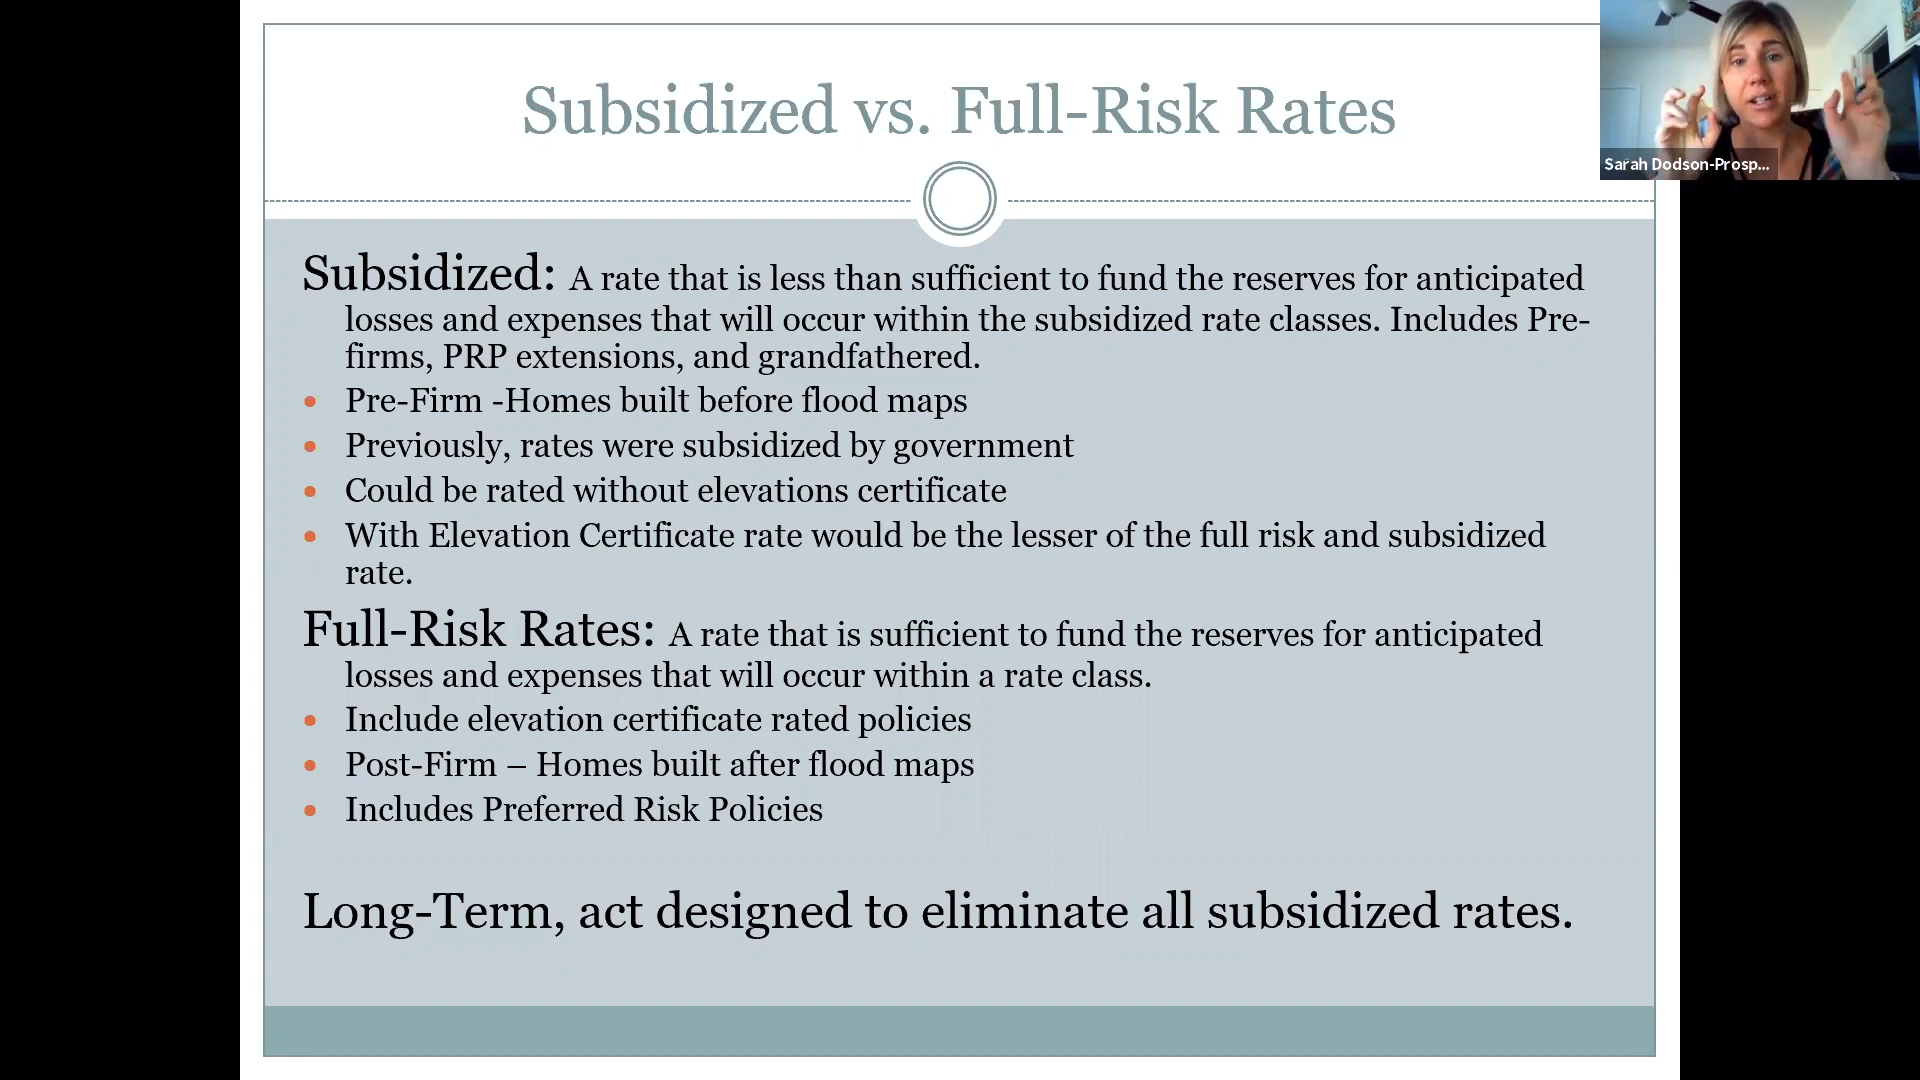 Subsidized vs. Full-Risk Rates
Sarah Dodson-Prosp...
Subsidized: A rate that is less than sufficient to fund the reserves for anticipated
losses and expenses that will occur within the subsidized rate classes. Includes Pre-
firms, PRP extensions, and grandfathered.
• Pre-Firm -Homes built before flood maps
• Previously, rates were subsidized by government
• Could be rated without elevations certificate
• With Elevation Certificate rate would be the lesser of the full risk and subsidized
rate.
Full-Risk Rates: A rate that is sufficient to fund the reserves for anticipated
losses and expenses that will occur within a rate class.
• Include elevation certificate rated policies
• Post-Firm – Homes built after flood maps
• Includes Preferred Risk Policies
Long-Term, act designed to eliminate all subsidized rates.